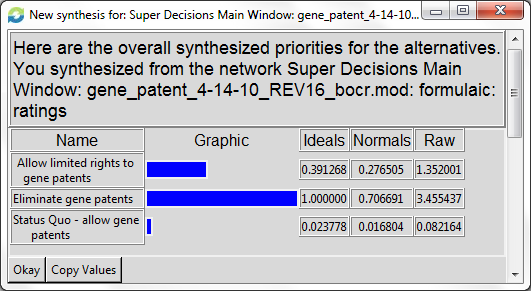 New synthesis for: Super Decisions Main Window: gene_patent_4-14-10...
Here are the overall synthesized priorities for the alternatives.
You synthesized from the network Super Decisions Main
Window: gene_patent_4-14-10_REV16_bocr.mod: formulaic:
ratings
Name Graphic Ideals Normals Raw
Allow limited rights to
gene patents
0.391268 0.276505 1.352001
Eliminate gene patents 1.000000 0.706691 3.455437
Status Quo - allow gene
patents
0.023778 0.016804 0.082164
Okay Copy Values